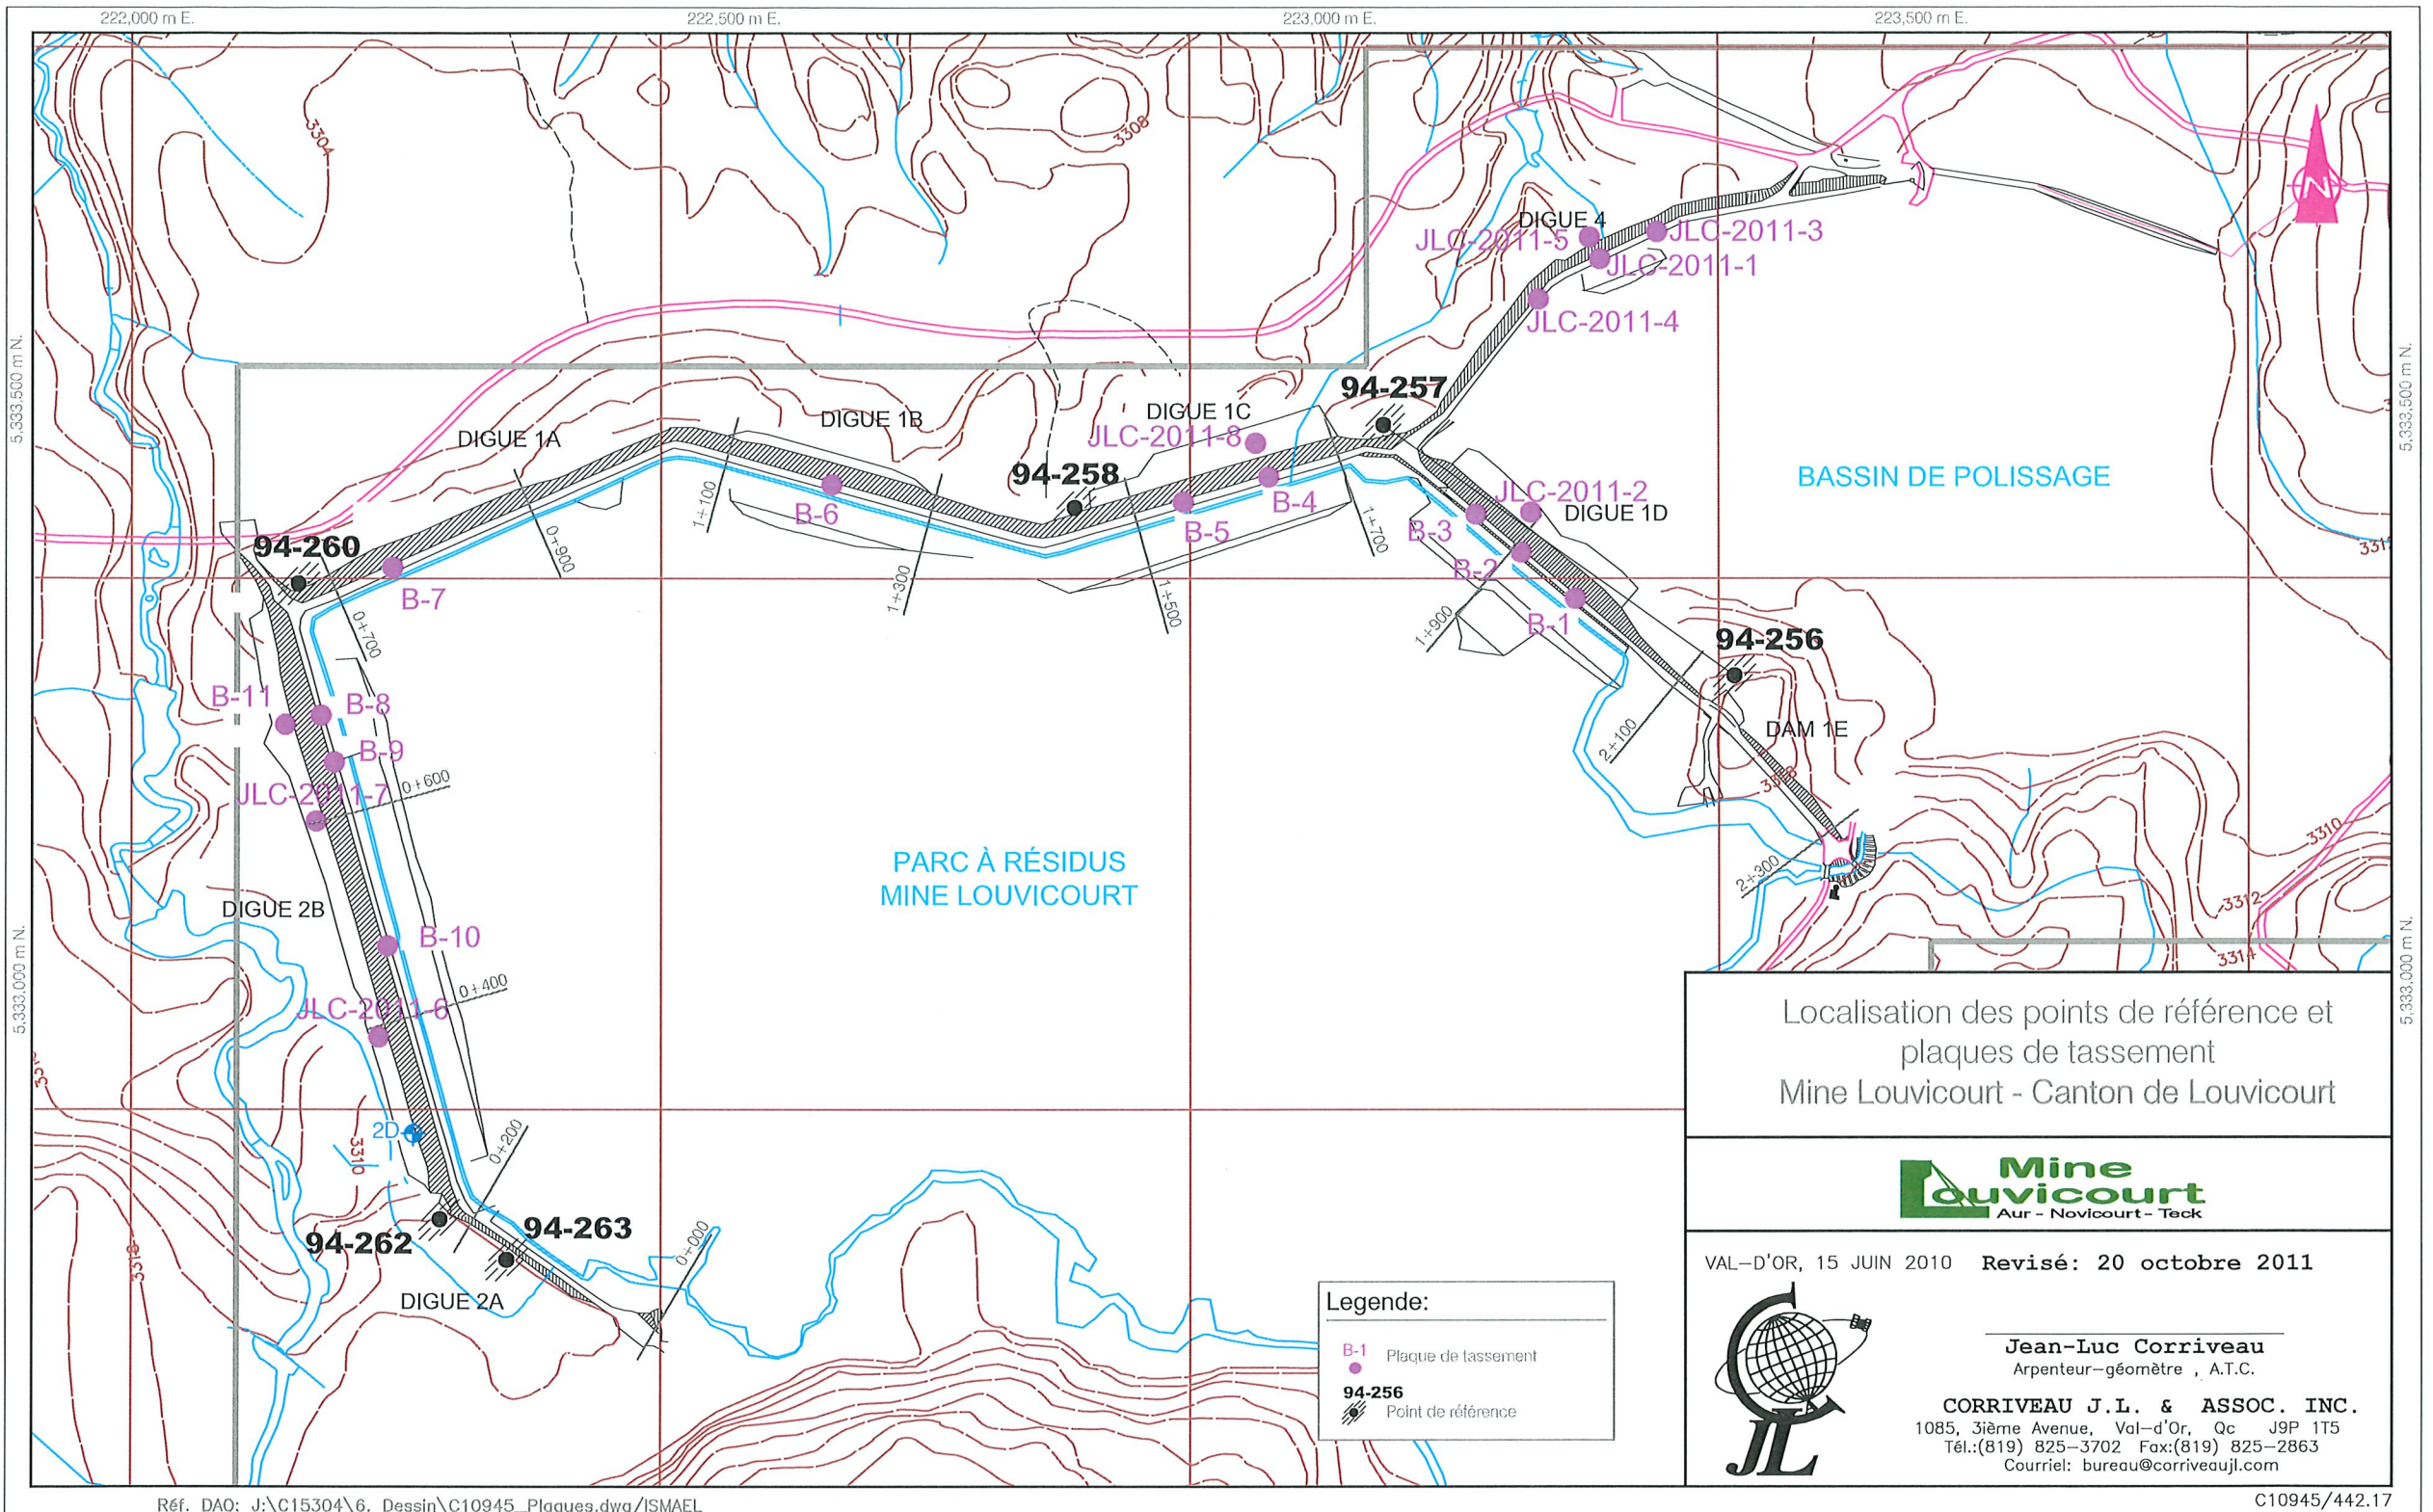 222,000 m E.
222,500 m E.
223,000 m E.
223,500 m E.
5,333,500 m N.
5,333,500 m N.
5,333,000 m N.
5,333,000 m N.
3304
3308
DIGUE 4
JLC-2011-5
JLC-2011-3
JLC-2011-1
JLC-2011-4
N
94-257
DIGUE 1A
DIGUE 1B
DIGUE 1C
JLC-2011-8
94-258
BASSIN DE POLISSAGE
1+100
B-6
B-5
B-4
JLC-2011-2
DIGUE 1D
B-3
B-2
1+700
0+900
1+300
1+500
94-260
B-7
0+700
1+900
B-1
94-256
B-11
B-8
B-9
2+100
DAM 1E
JLC-2011-7
0+600
PARC À RÉSIDUS
MINE LOUVICOURT
2+300
3310
3312
3314
DIGUE 2B
B-10
0+400
JLC-2011-6
2D
3310
0+200
94-262
94-263
0+000
3318
DIGUE 2A
Legende:
B-1
Plaque de tassement
94-256
Point de référence
Localisation des points de référence et
plaques de tassement
Mine Louvicourt - Canton de Louvicourt
Mine
Louvicourt
Aur - Novicourt - Teck
VAL-D'OR, 15 JUIN 2010 Revisé: 20 octobre 2011
Jean-Luc Corriveau
Arpenteur-géomètre , A.T.C.
CORRIVEAU J.L. & ASSOC. INC.
1085, 3ième Avenue, Val-d'Or, Qc J9P 1T5
Tél.:(819) 825-3702 Fax:(819) 825-2863
Courriel: bureau@corriveaujl.com
JL
Réf. DAO: J:\C15304\6. Dessin\C10945_Plaques.dwg/ISMAEL
C10945/442.17